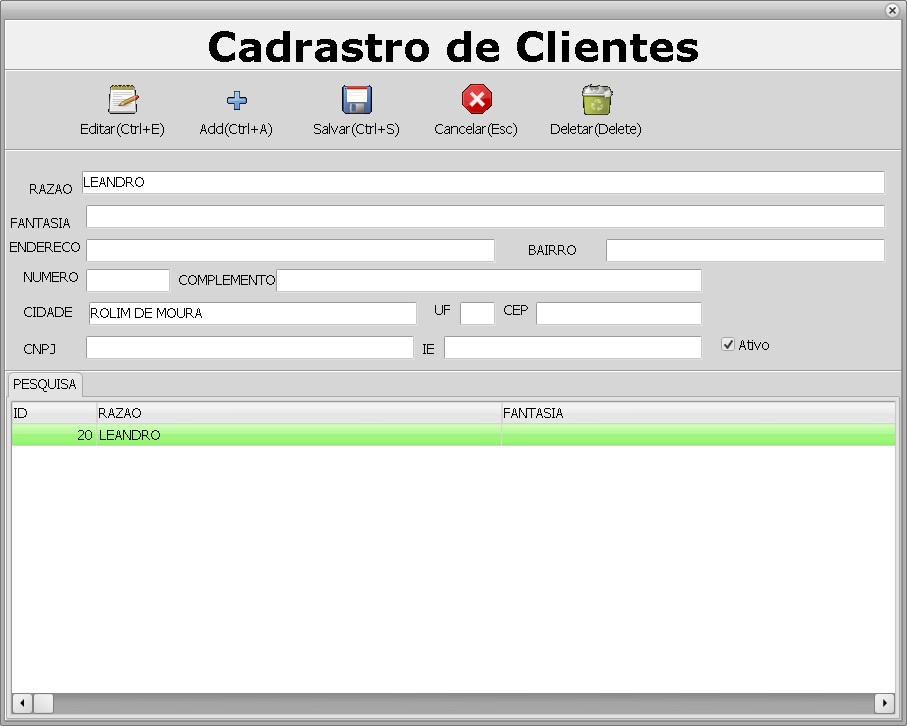 Cadrastro de Clientes
Editar(Ctrl+E) Add(Ctrl+A) Salvar(Ctrl+S) Cancelar(Esc) Deletar(Delete)
RAZAO LEANDRO
FANTASIA
ENDERECO BAIRRO
NUMERO COMPLEMENTO
CIDADE ROLIM DE MOURA UF CEP
CNPJ IE Ativo
PESQUISA
ID RAZAO FANTASIA
20 LEANDRO